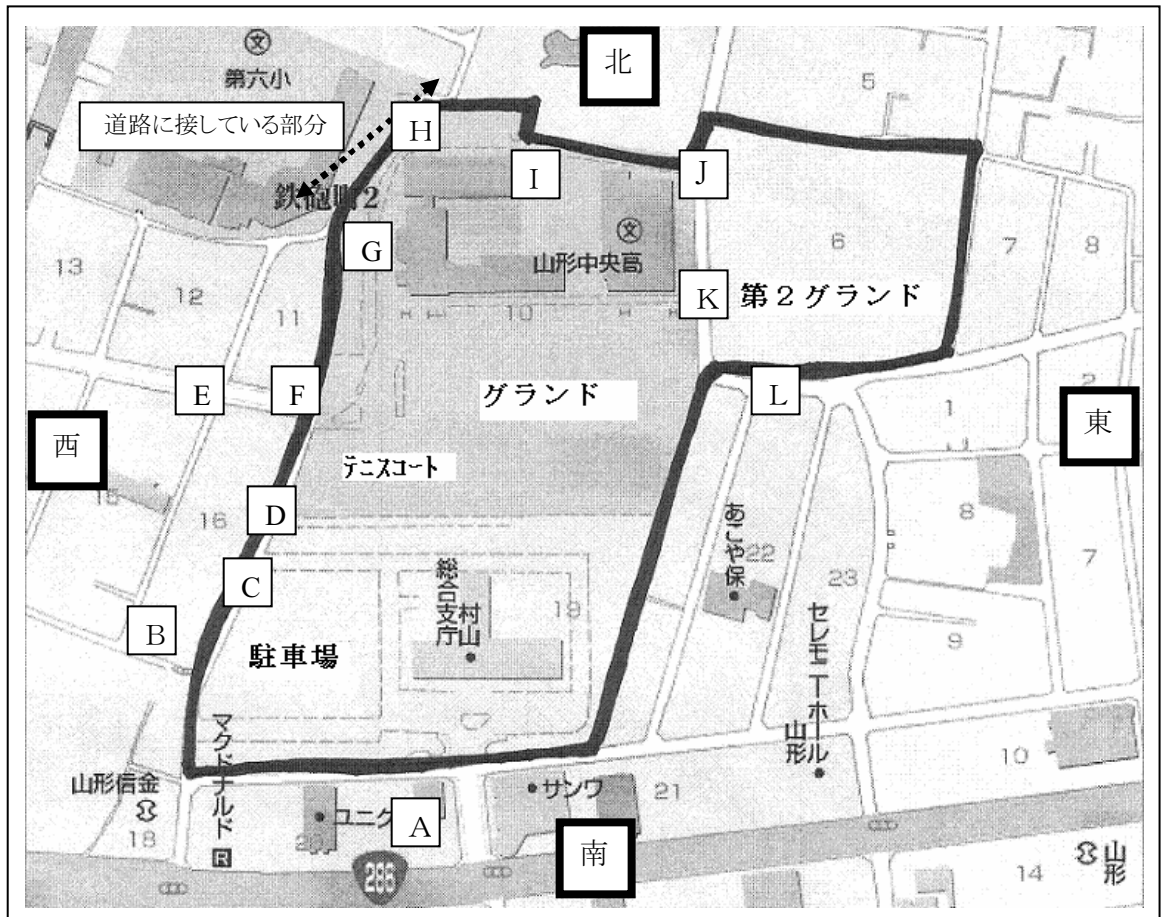 北
文
第六小
道路に接している部分
H
5
鉄砲町2
I
J
文
山形中央高
6
7
8
13
G
12
11
10
K
第2グランド
E
F
グランド
L
2
1
西
東
テニスコート
16
D
あこや保
22
8
7
C
総合支庁
村山
19
23
セレモニーホール
山形
9
B
駐車場
マクドナルド
R
山形信金
18
ユニク
A
サンワ
21
10
南
286
14
山形